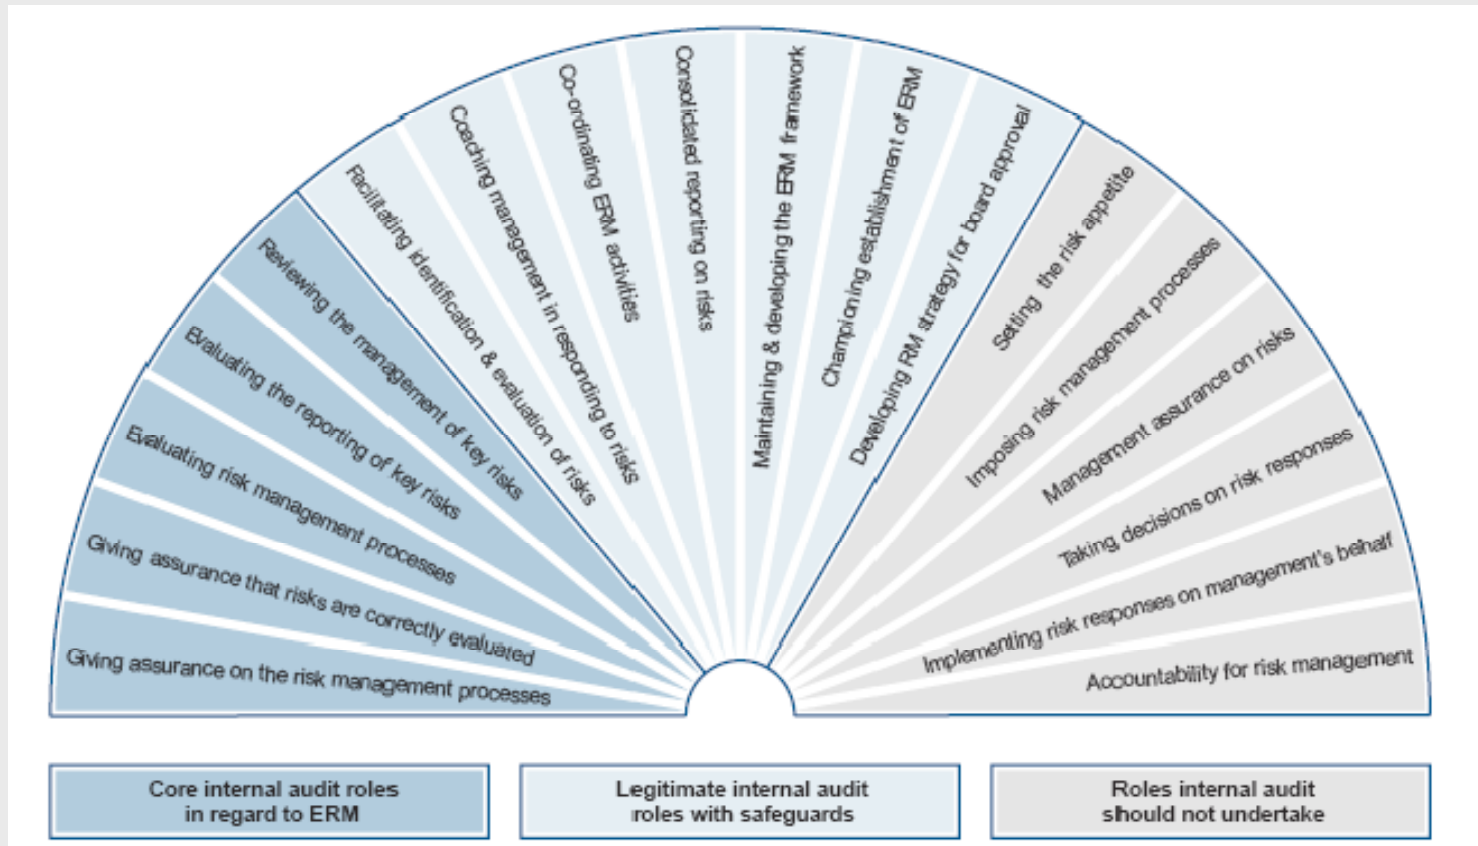 Giving assurance on the risk management processes
Giving assurance that risks are correctly evaluated
Evaluating risk management processes
Evaluating the reporting of key risks
Reviewing the management of key risks
Facilitating identification & evaluation of risks
Coaching management in responding to risks
Co-ordinating ERM activities
Consolidated reporting on risks
Maintaining & developing the ERM framework
Championing establishment of ERM
Developing RM strategy for board approval
Setting the risk appetite
Imposing risk management processes
Management assurance on risks
Taking decisions on risk responses
Implementing risk responses on management's behalf
Accountability for risk management
Core internal audit roles
in regard to ERM
Legitimate internal audit
roles with safeguards
Roles internal audit
should not undertake